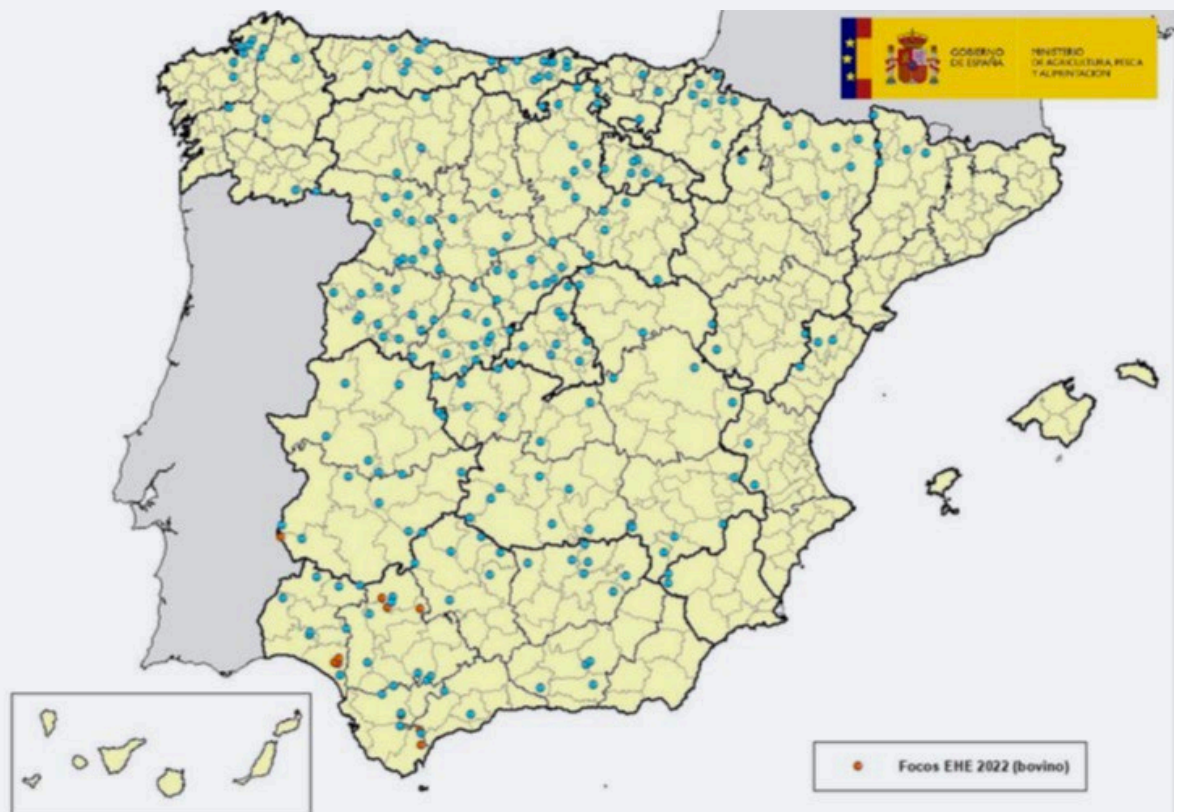 GOBIERNO
DE ESPAÑA
MINISTERIO
DE AGRICULTURA, PESCA
Y ALIMENTACIÓN
Focos EHE 2022 (bovino)